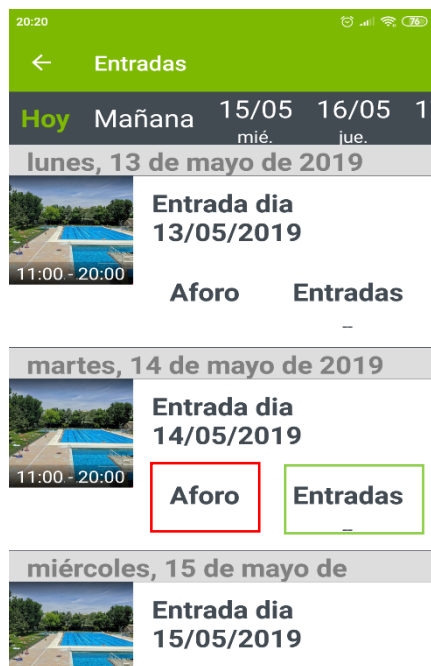 20:20
76
Entradas
Hoy Mañana 15/05 16/05 1
mié. jue.
lunes, 13 de mayo de 2019
Entrada dia
13/05/2019
11:00 - 20:00
Aforo Entradas
--
martes, 14 de mayo de 2019
Entrada dia
14/05/2019
11:00 - 20:00
Aforo Entradas
--
miércoles, 15 de mayo de
Entrada dia
15/05/2019